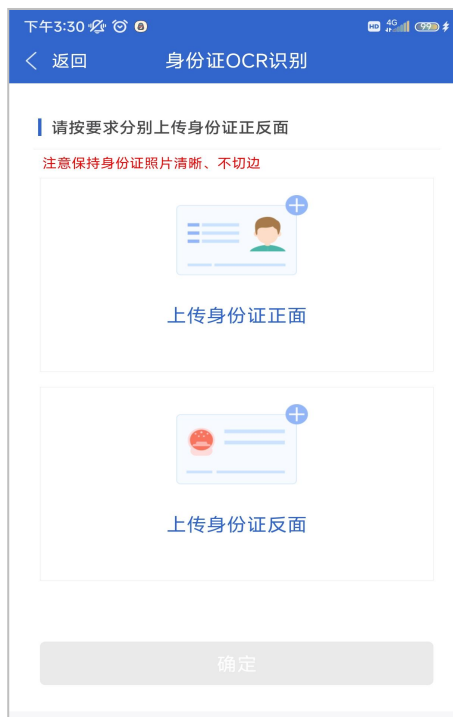 下午3:30
HD 4G 99
返回 身份证OCR识别
请按要求分别上传身份证正反面
注意保持身份证照片清晰、不切边
上传身份证正面
上传身份证反面
确定